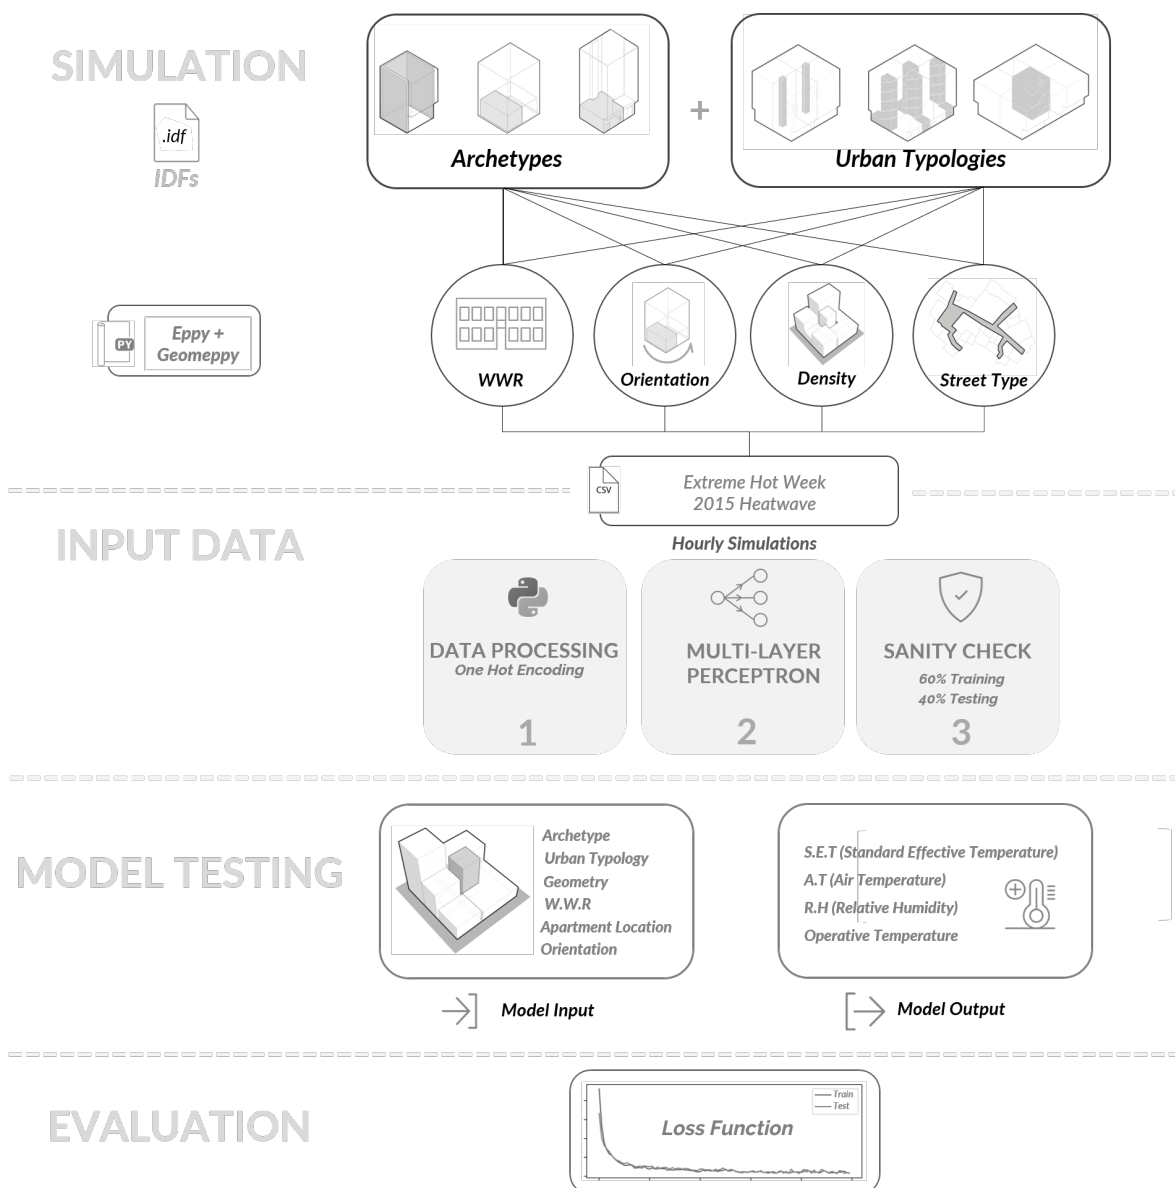 SIMULATION
.idf
IDFs
Archetypes
+
Urban Typologies
Eppy +
Geomeppy
PY
WWR
Orientation
Density
Street Type
CSV
Extreme Hot Week
2015 Heatwave
Hourly Simulations
INPUT DATA
DATA PROCESSING
One Hot Encoding
1
MULTI-LAYER
PERCEPTRON
2
SANITY CHECK
60% Training
40% Testing
3
MODEL TESTING
Archetype
Urban Typology
Geometry
W.W.R
Apartment Location
Orientation
Model Input
S.E.T (Standard Effective Temperature)
A.T (Air Temperature)
R.H (Relative Humidity)
Operative Temperature
Model Output
EVALUATION
Train
Test
Loss Function